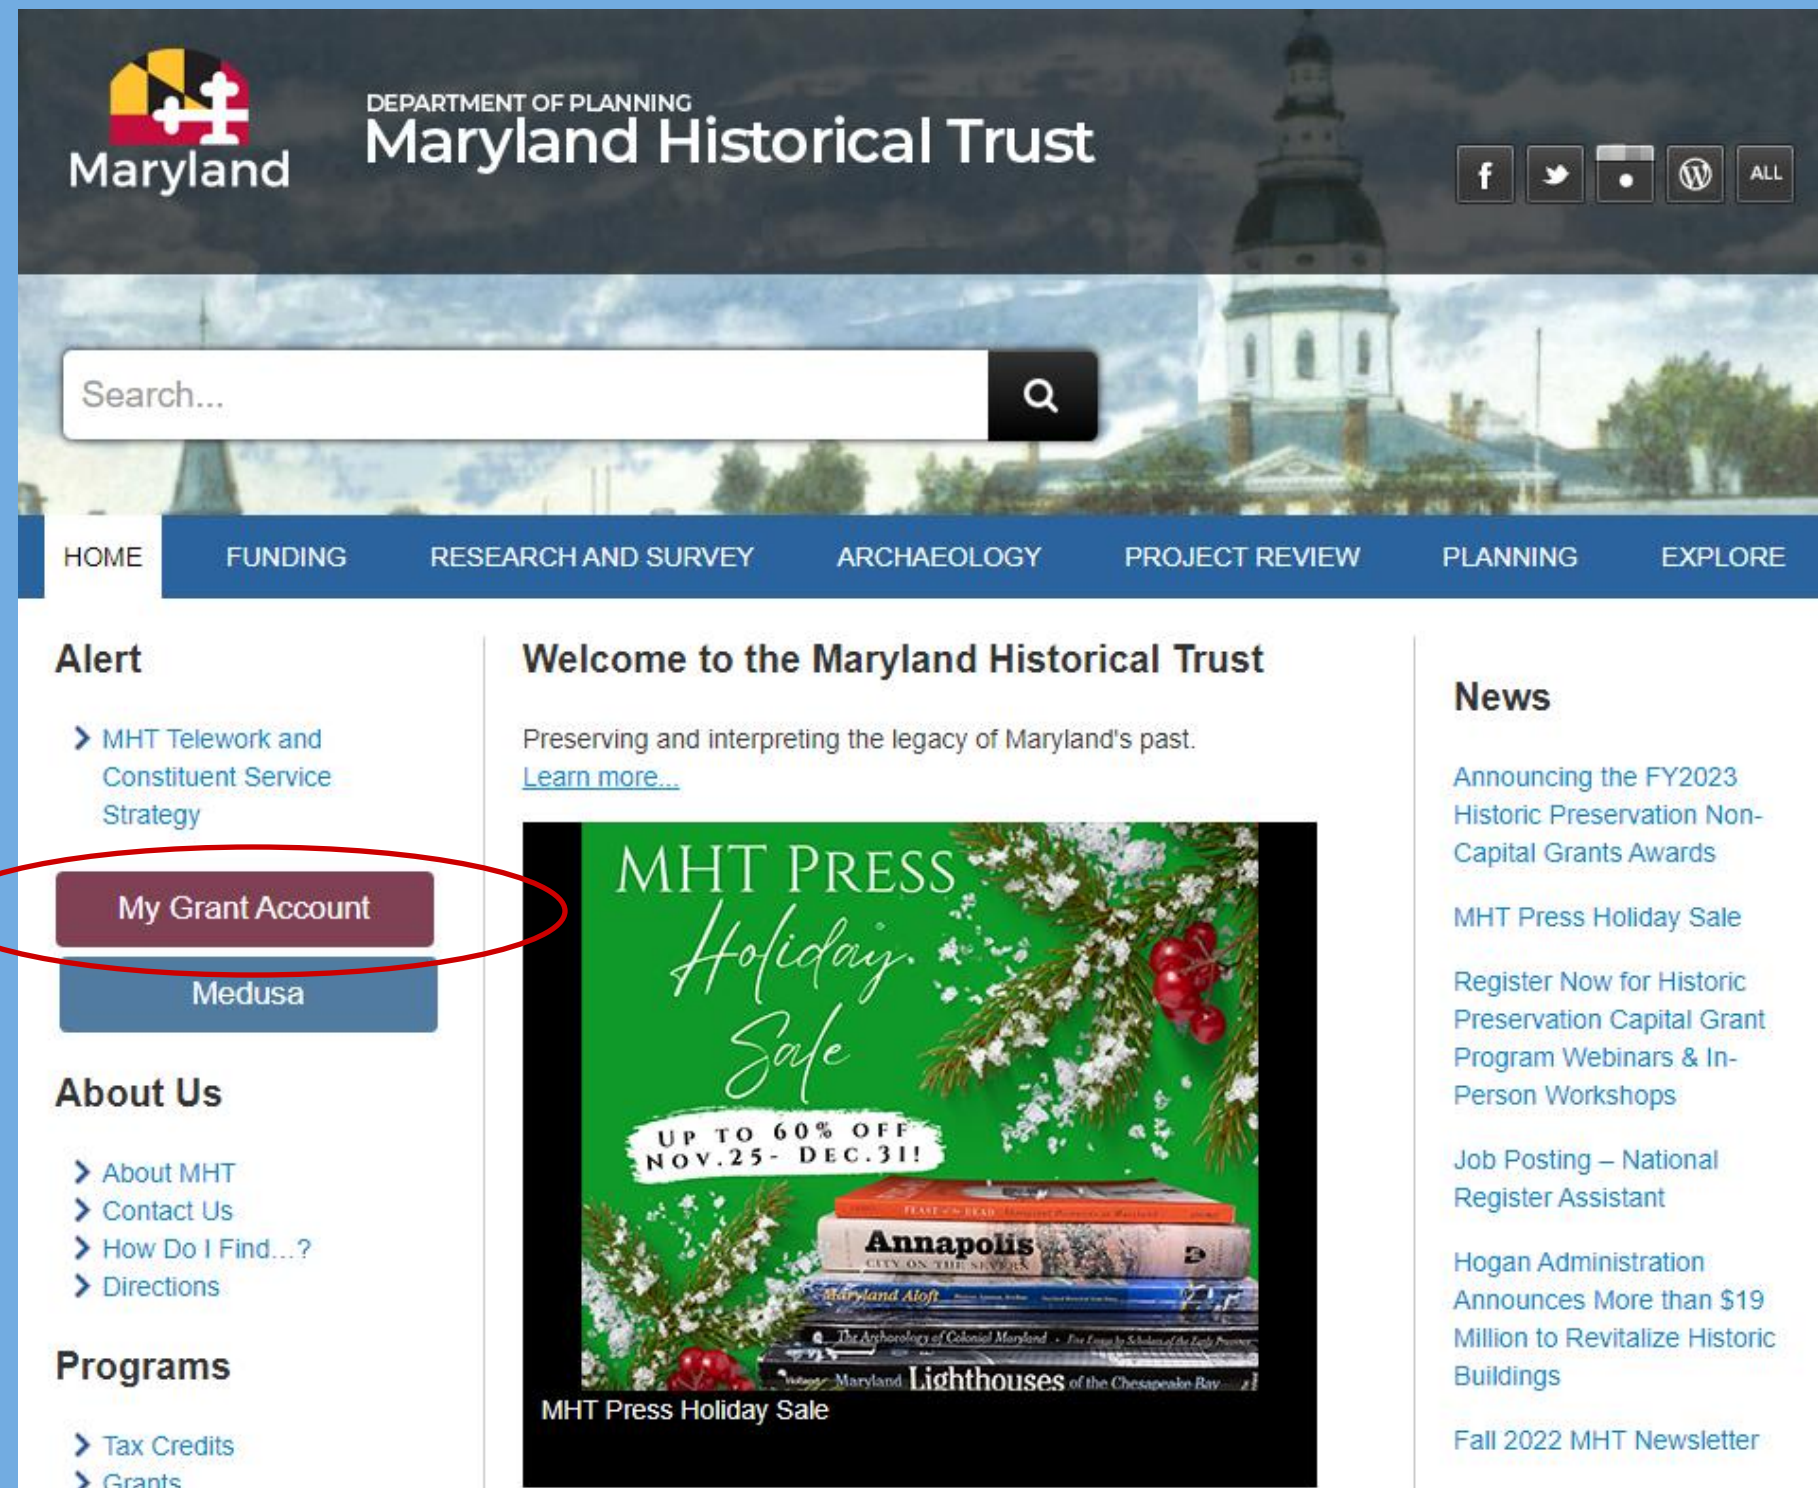 Maryland
DEPARTMENT OF PLANNING
Maryland Historical Trust
f
ALL
Search...
HOME
FUNDING
RESEARCH AND SURVEY
ARCHAEOLOGY
PROJECT REVIEW
PLANNING
EXPLORE
Alert
MHT Telework and
Constituent Service
Strategy
My Grant Account
Medusa
About Us
About MHT
Contact Us
How Do I Find...?
Directions
Programs
Tax Credits
Grants
Welcome to the Maryland Historical Trust
Preserving and interpreting the legacy of Maryland's past.
Learn more...
MHT PRESS
Holiday
Sale
UP TO 60% OFF
NOV.25- DEC.31!
FEAST of the DEAD
Annapolis
CITY ON THE SEVERN
Maryland Aloft
The Archaeology of Colonial Maryland
Maryland Lighthouses of the Chesapeake Bay
MHT Press Holiday Sale
News
Announcing the FY2023
Historic Preservation Non-
Capital Grants Awards
MHT Press Holiday Sale
Register Now for Historic
Preservation Capital Grant
Program Webinars & In-
Person Workshops
Job Posting – National
Register Assistant
Hogan Administration
Announces More than $19
Million to Revitalize Historic
Buildings
Fall 2022 MHT Newsletter